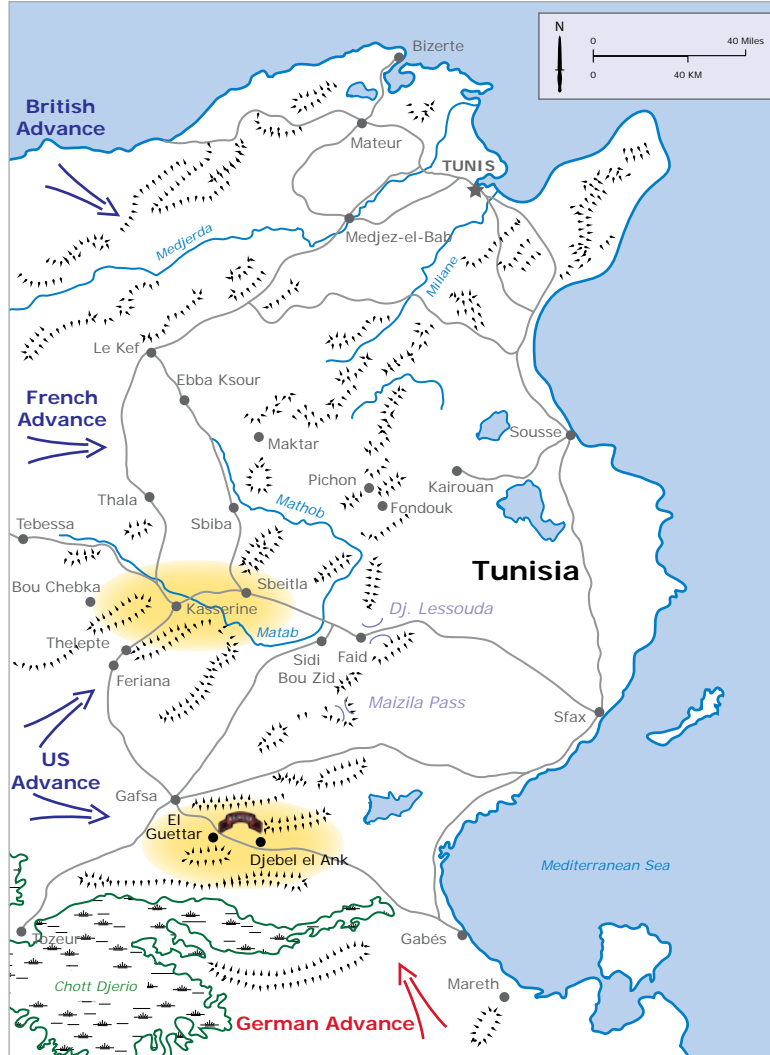 N
0 40 Miles
0 40 KM
Bizerte
British
Advance
Mateur
TUNIS
Medjerda
Medjez-el-Bab
Miliane
Le Kef
Ebba Ksour
French
Advance
Maktar
Sousse
Pichon
Kairouan
Thala
Mathob
Fondouk
Tebessa
Sbiba
Tunisia
Bou Chebka
Sbeitla
Kasserine
Dj. Lessouda
Matab
Thelepte
Sidi
Bou Zid
Faid
Feriana
Maizila Pass
Sfax
US
Advance
Gafsa
El
Guettar
Djebel el Ank
Mediterranean Sea
Tozeur
Gabés
Chott Djerio
Mareth
German Advance